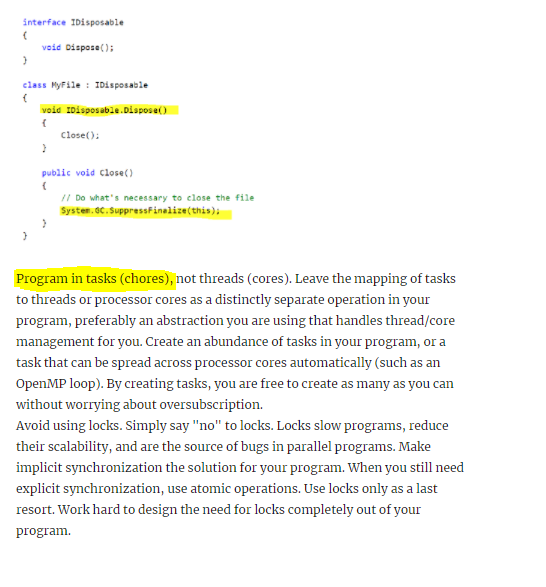 interface IDisposable
{
    void Dispose();
}
class MyFile : IDisposable
{
    void IDisposable.Dispose()
    {
        Close();
    }
    public void Close()
    {
        // Do what's necessary to close the file
        System.GC.SuppressFinalize(this);
    }
}
Program in tasks (chores), not threads (cores). Leave the mapping of tasks
to threads or processor cores as a distinctly separate operation in your
program, preferably an abstraction you are using that handles thread/core
management for you. Create an abundance of tasks in your program, or a
task that can be spread across processor cores automatically (such as an
OpenMP loop). By creating tasks, you are free to create as many as you can
without worrying about oversubscription.
Avoid using locks. Simply say "no" to locks. Locks slow programs, reduce
their scalability, and are the source of bugs in parallel programs. Make
implicit synchronization the solution for your program. When you still need
explicit synchronization, use atomic operations. Use locks only as a last
resort. Work hard to design the need for locks completely out of your
program.